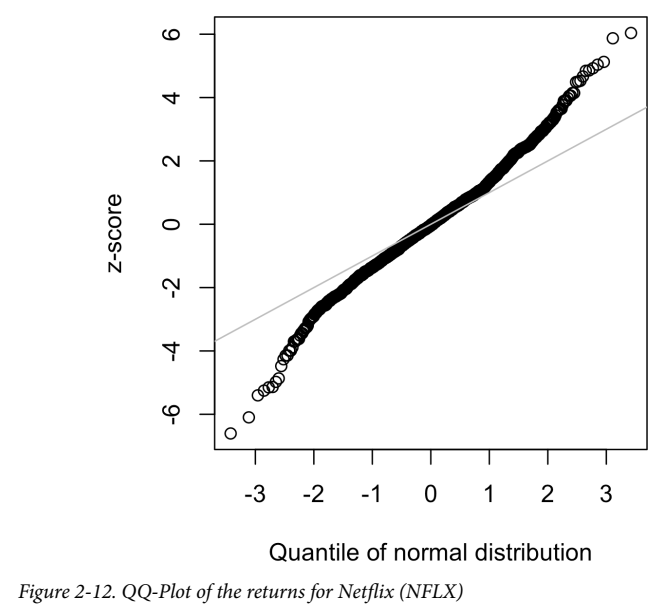 6
4
2
0
-2
-4
-6
z-score
-3 -2 -1 0 1 2 3
Quantile of normal distribution
Figure 2-12. QQ-Plot of the returns for Netflix (NFLX)